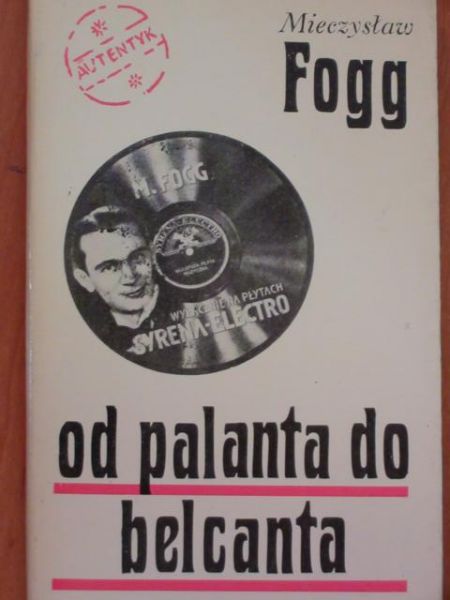 AUTENTYK
Mieczysław
Fogg
M. FOGG
SYRENA-ELECTRO
WYŁĄCZNIE NA PŁYTACH
SYRENA-ELECTRO
od palanta do
belcanta